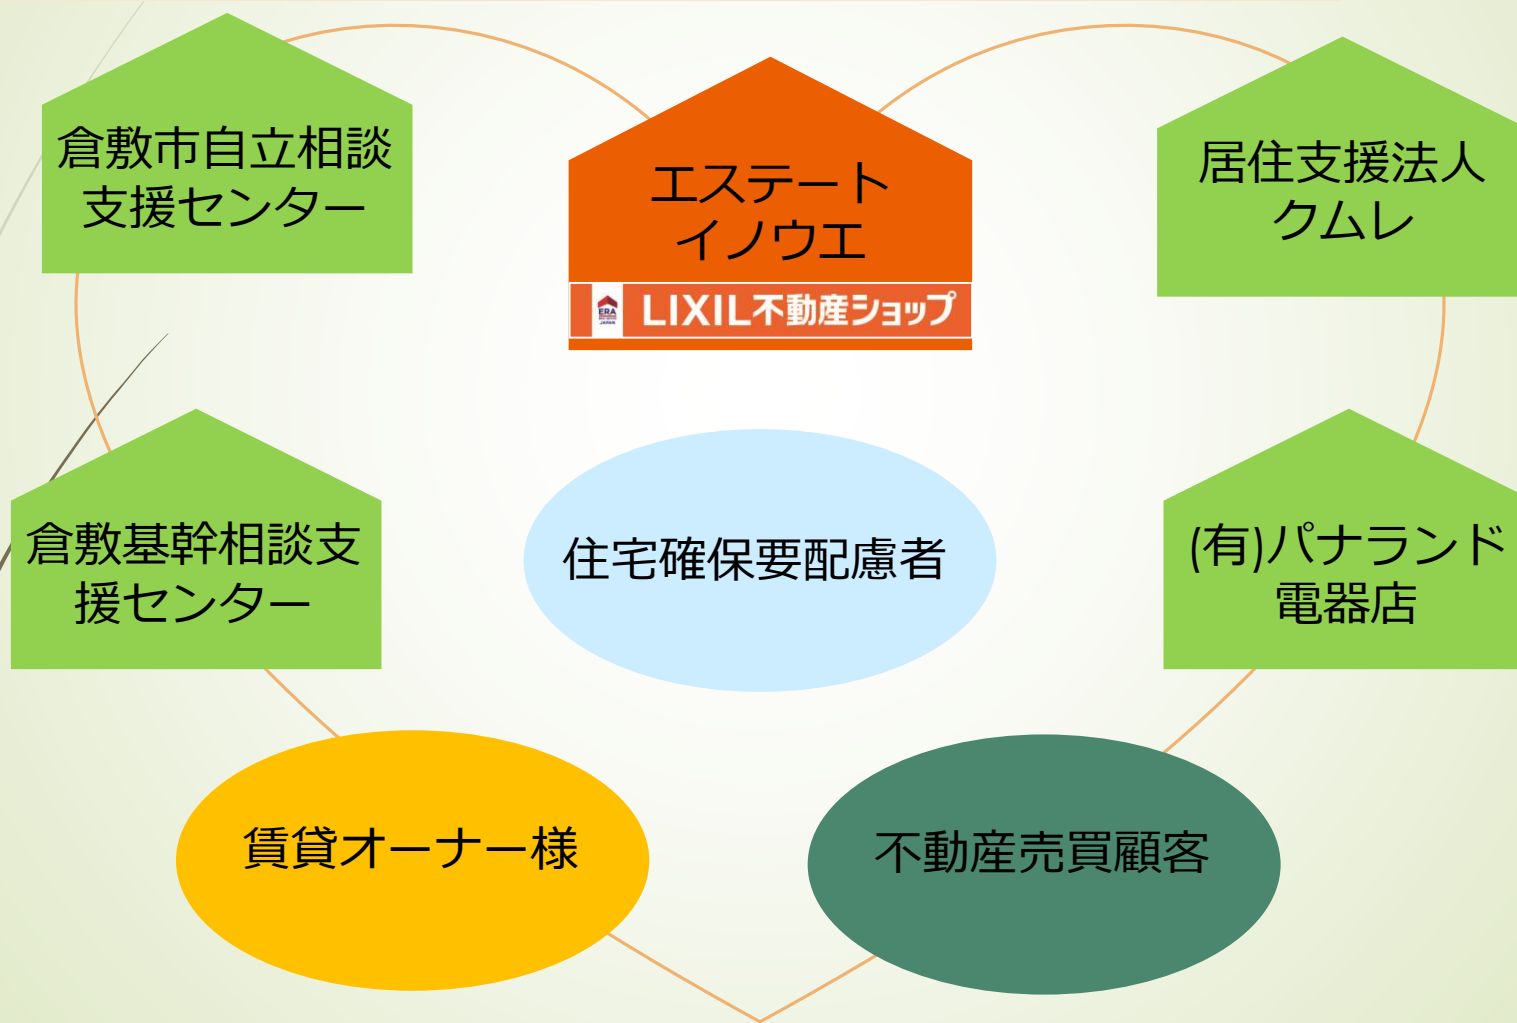 倉敷市自立相談
支援センター
エステート
イノウエ
ERA
JAPAN
LIXIL不動産ショップ
居住支援法人
クムレ
倉敷基幹相談支
援センター
住宅確保要配慮者
(有)パナランド
電器店
賃貸オーナー様
不動産売買顧客